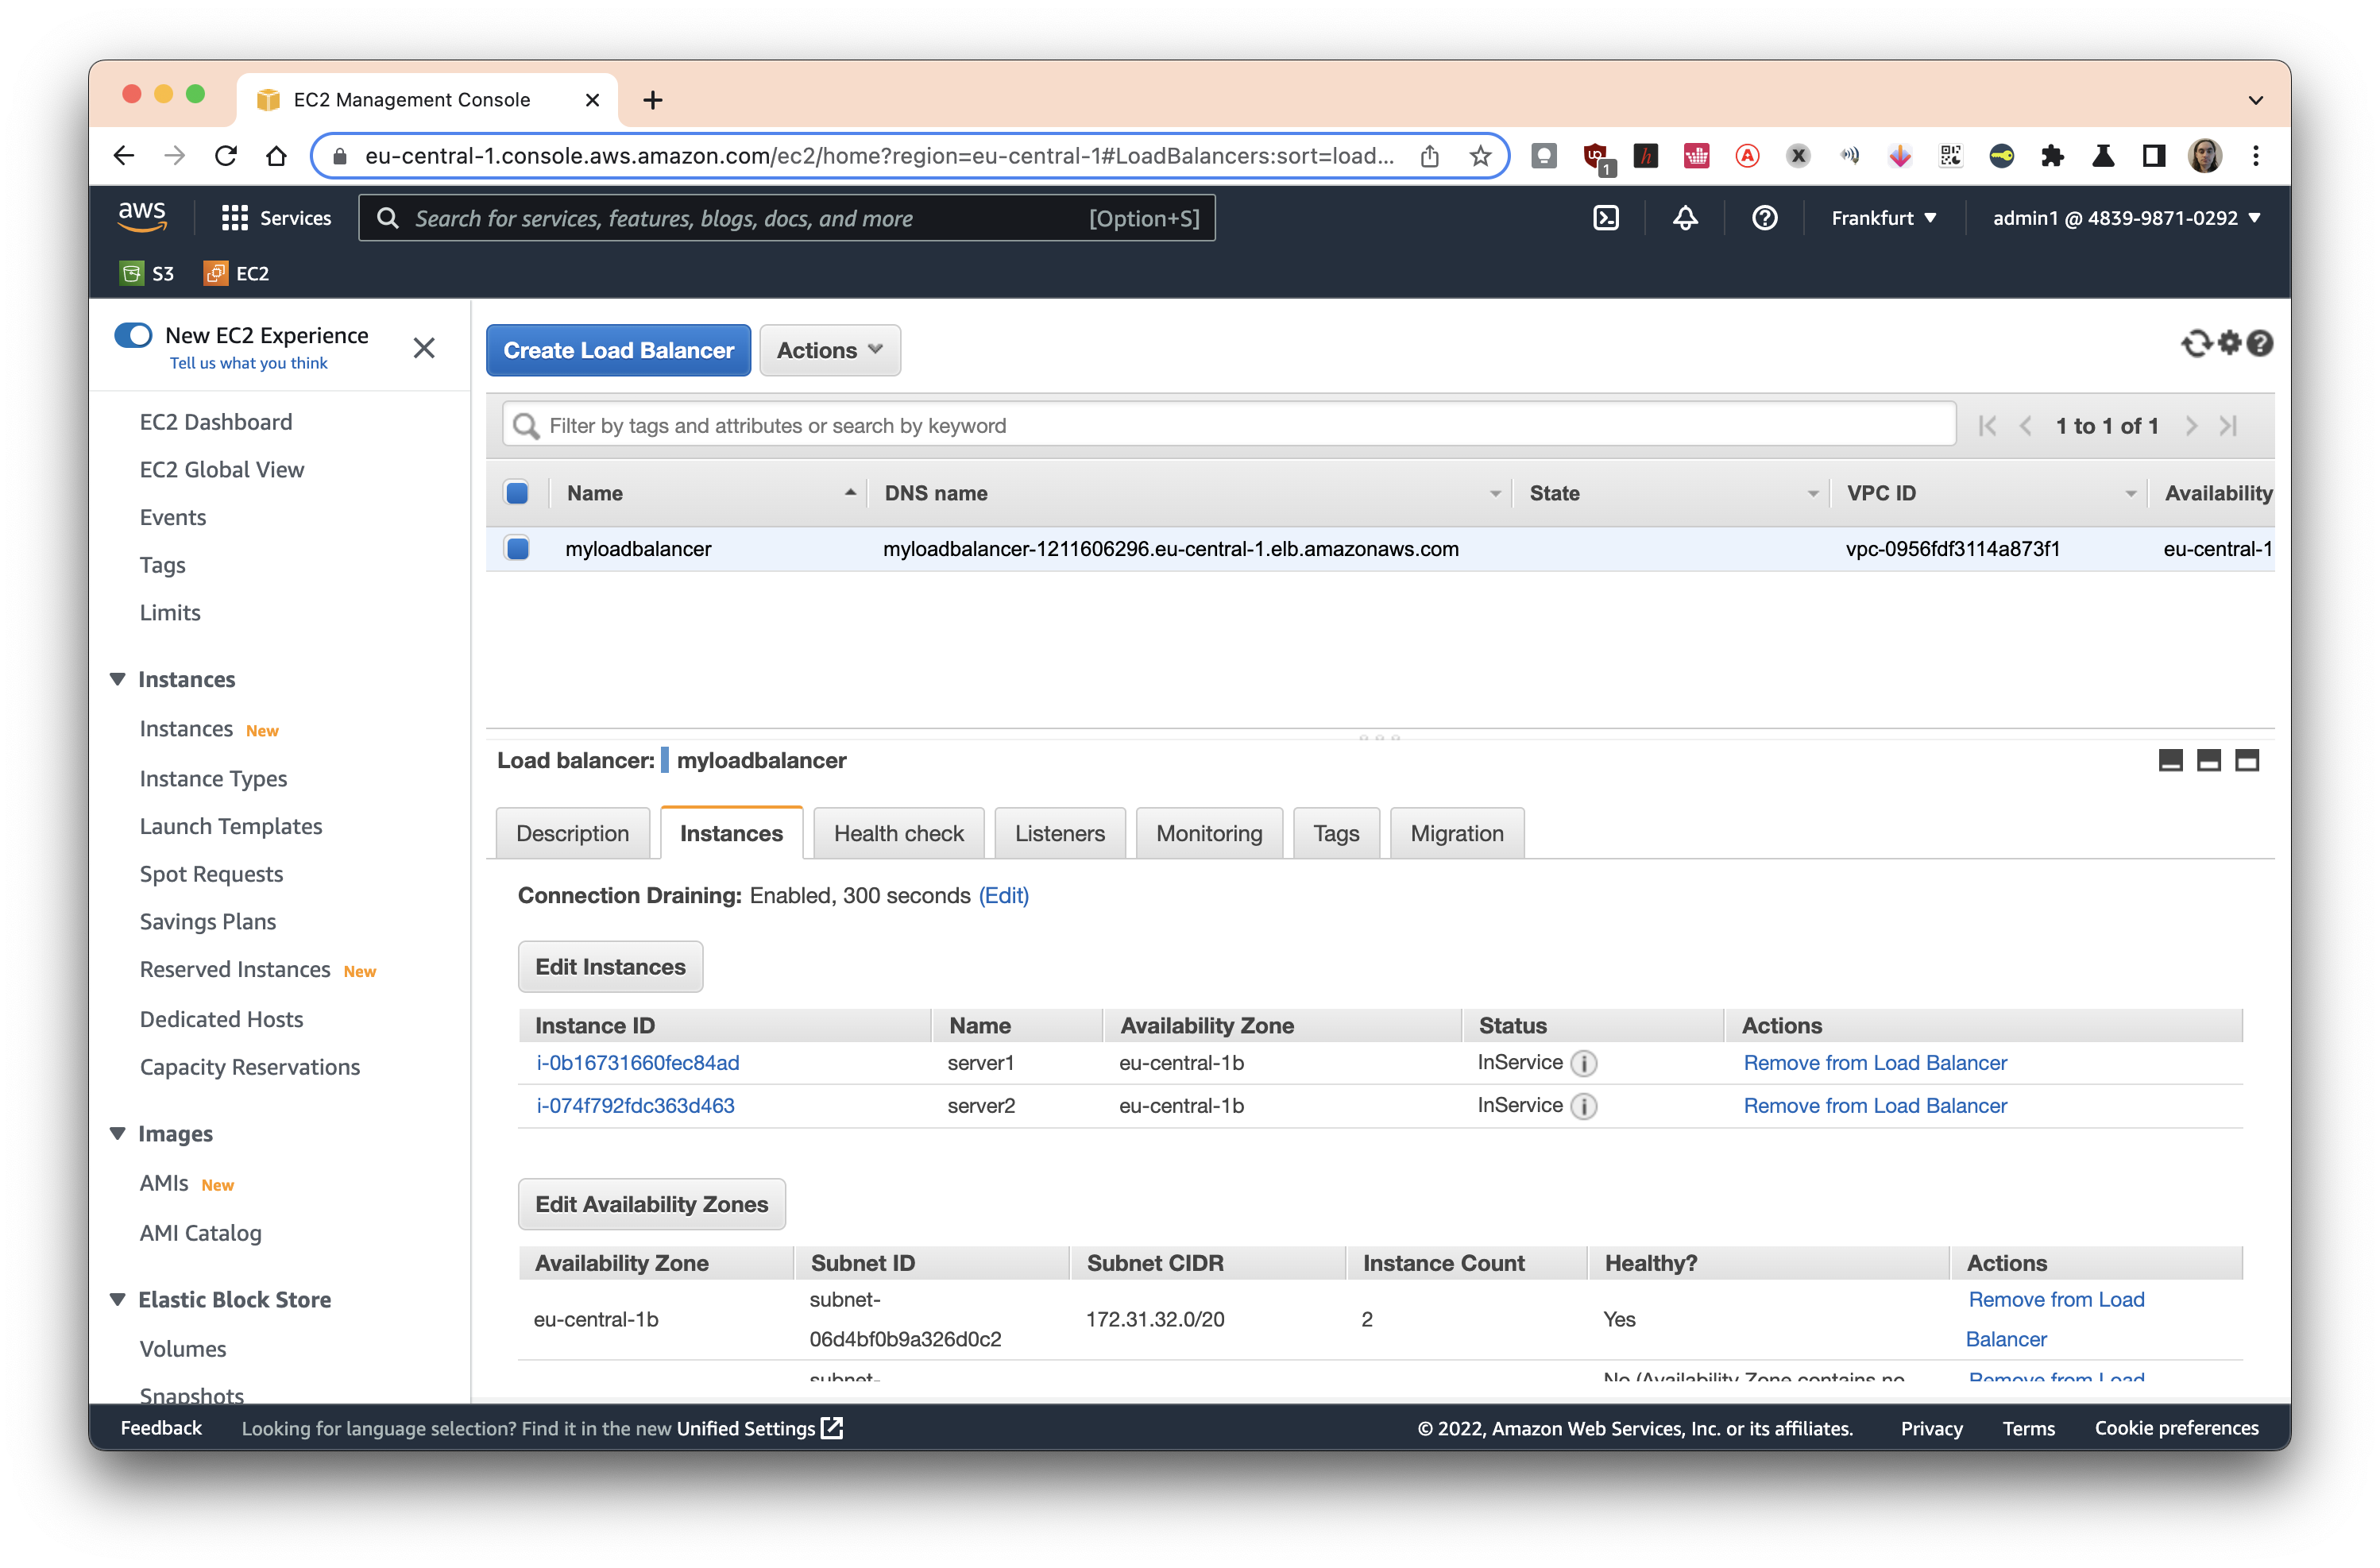 EC2 Management Console
eu-central-1.console.aws.amazon.com/ec2/home?region=eu-central-1#LoadBalancers:sort=load...
1
aws Services Search for services, features, blogs, docs, and more [Option+S] Frankfurt admin1 @ 4839-9871-0292
S3 EC2
New EC2 Experience
Tell us what you think
EC2 Dashboard
EC2 Global View
Events
Tags
Limits
Instances
Instances New
Instance Types
Launch Templates
Spot Requests
Savings Plans
Reserved Instances New
Dedicated Hosts
Capacity Reservations
Images
AMIs New
AMI Catalog
Elastic Block Store
Volumes
Snapshots
Create Load Balancer Actions
Filter by tags and attributes or search by keyword 1 to 1 of 1
Name DNS name State VPC ID Availability
myloadbalancer myloadbalancer-1211606296.eu-central-1.elb.amazonaws.com vpc-0956fdf3114a873f1 eu-central-1
Load balancer: myloadbalancer
Description Instances Health check Listeners Monitoring Tags Migration
Connection Draining: Enabled, 300 seconds (Edit)
Edit Instances
Instance ID Name Availability Zone Status Actions
i-0b16731660fec84ad server1 eu-central-1b InService Remove from Load Balancer
i-074f792fdc363d463 server2 eu-central-1b InService Remove from Load Balancer
Edit Availability Zones
Availability Zone Subnet ID Subnet CIDR Instance Count Healthy? Actions
eu-central-1b subnet-06d4bf0b9a326d0c2 172.31.32.0/20 2 Yes Remove from Load Balancer
subnet- No (Availability Zone contains no Remove from Load
Feedback Looking for language selection? Find it in the new Unified Settings © 2022, Amazon Web Services, Inc. or its affiliates. Privacy Terms Cookie preferences